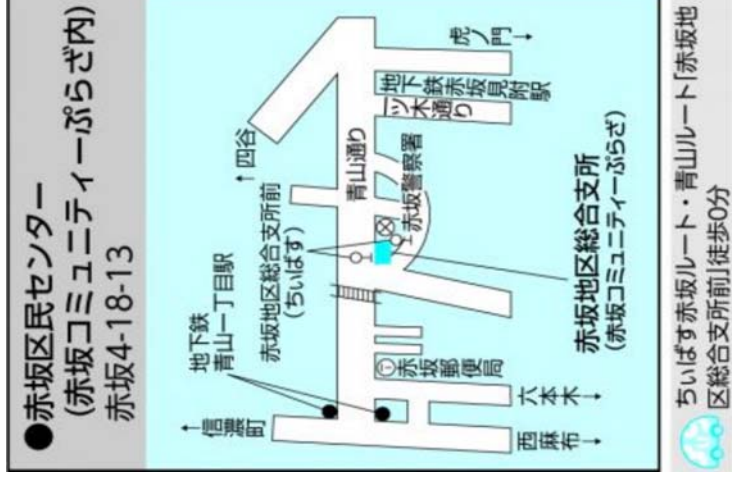 ●赤坂区民センター
(赤坂コミュニティーぷらざ内)
赤坂4-18-13
地下鉄
青山一丁目駅
赤坂地区総合支所前
(ちぃばす)
↑四谷
↑
信濃町
青山通り
赤坂警察署
一ツ木通り
地下鉄赤坂見附駅
虎ノ門
↓
〒赤坂郵便局
西麻布
↓
六本木
↓
赤坂地区総合支所
(赤坂コミュニティーぷらざ)
ちぃばす赤坂ルート・青山ルート「赤坂地
区総合支所前」徒歩0分